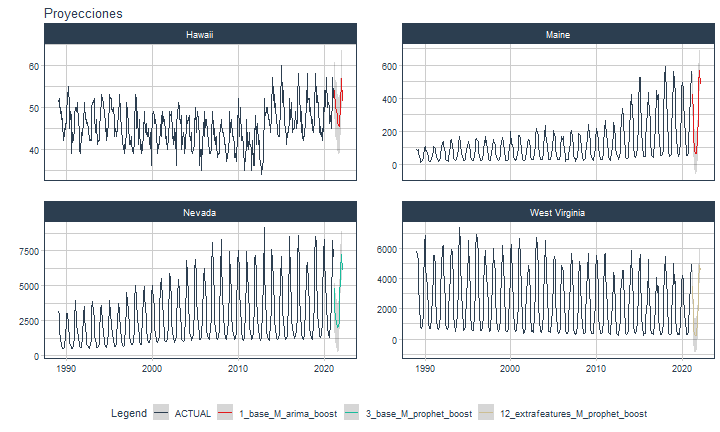 Proyecciones
Hawaii
Maine
60
50
40
600
400
200
0
Nevada
West Virginia
7500
5000
2500
0
6000
4000
2000
0
1990 2000 2010 2020
1990 2000 2010 2020
Legend ACTUAL 1_base_M_arima_boost 3_base_M_prophet_boost 12_extrafeatures_M_prophet_boost